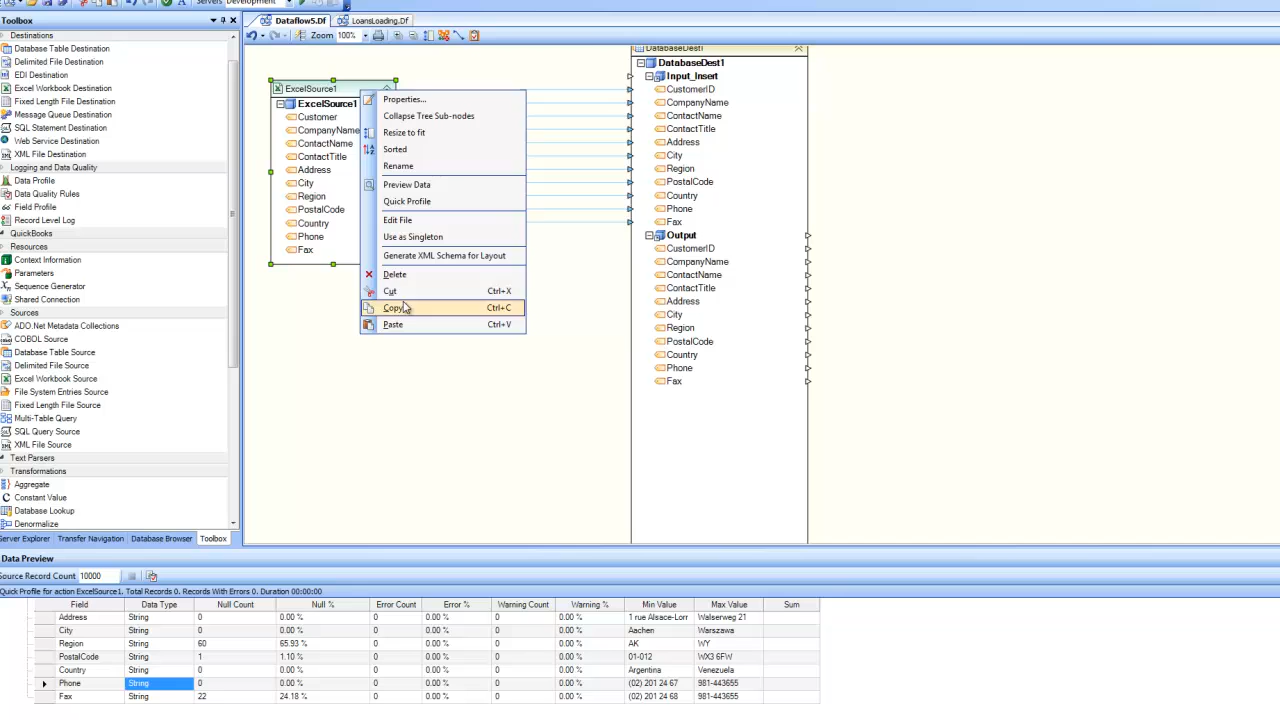 Servers Development
Toolbox
Destinations
Database Table Destination
Delimited File Destination
EDI Destination
Excel Workbook Destination
Fixed Length File Destination
Message Queue Destination
SQL Statement Destination
Web Service Destination
XML File Destination
Logging and Data Quality
Data Profile
Data Quality Rules
Field Profile
Record Level Log
QuickBooks
Resources
Context Information
Parameters
Sequence Generator
Shared Connection
Sources
ADO.Net Metadata Collections
COBOL Source
Database Table Source
Delimited File Source
Excel Workbook Source
File System Entries Source
Fixed Length File Source
Multi-Table Query
SQL Query Source
XML File Source
Text Parsers
Transformations
Aggregate
Constant Value
Database Lookup
Denormalize
Server Explorer Transfer Navigation Database Browser Toolbox
Dataflow5.Df LoansLoading.Df
Zoom 100%
ExcelSource1
ExcelSource1
Customer
CompanyName
ContactName
ContactTitle
Address
City
Region
PostalCode
Country
Phone
Fax
Properties...
Collapse Tree Sub-nodes
Resize to fit
Sorted
Rename
Preview Data
Quick Profile
Edit File
Use as Singleton
Generate XML Schema for Layout
Delete
Cut Ctrl+X
Copy Ctrl+C
Paste Ctrl+V
DatabaseDest1
DatabaseDest1
Input_Insert
CustomerID
CompanyName
ContactName
ContactTitle
Address
City
Region
PostalCode
Country
Phone
Fax
Output
CustomerID
CompanyName
ContactName
ContactTitle
Address
City
Region
PostalCode
Country
Phone
Fax
Data Preview
Source Record Count 10000
Quick Profile for action ExcelSource1. Total Records 0. Records With Errors 0. Duration 00:00:00
Field Data Type Null Count Null % Error Count Error % Warning Count Warning % Min Value Max Value Sum
Address String 0 0.00 % 0 0.00 % 0 0.00 % 1 rue Alsace-Lorr Walserweg 21
City String 0 0.00 % 0 0.00 % 0 0.00 % Aachen Warszawa
Region String 60 65.93 % 0 0.00 % 0 0.00 % AK WY
PostalCode String 1 1.10 % 0 0.00 % 0 0.00 % 01-012 WX3 6FW
Country String 0 0.00 % 0 0.00 % 0 0.00 % Argentina Venezuela
Phone String 0 0.00 % 0 0.00 % 0 0.00 % (02) 201 24 67 981-443655
Fax String 22 24.18 % 0 0.00 % 0 0.00 % (02) 201 24 68 981-443655